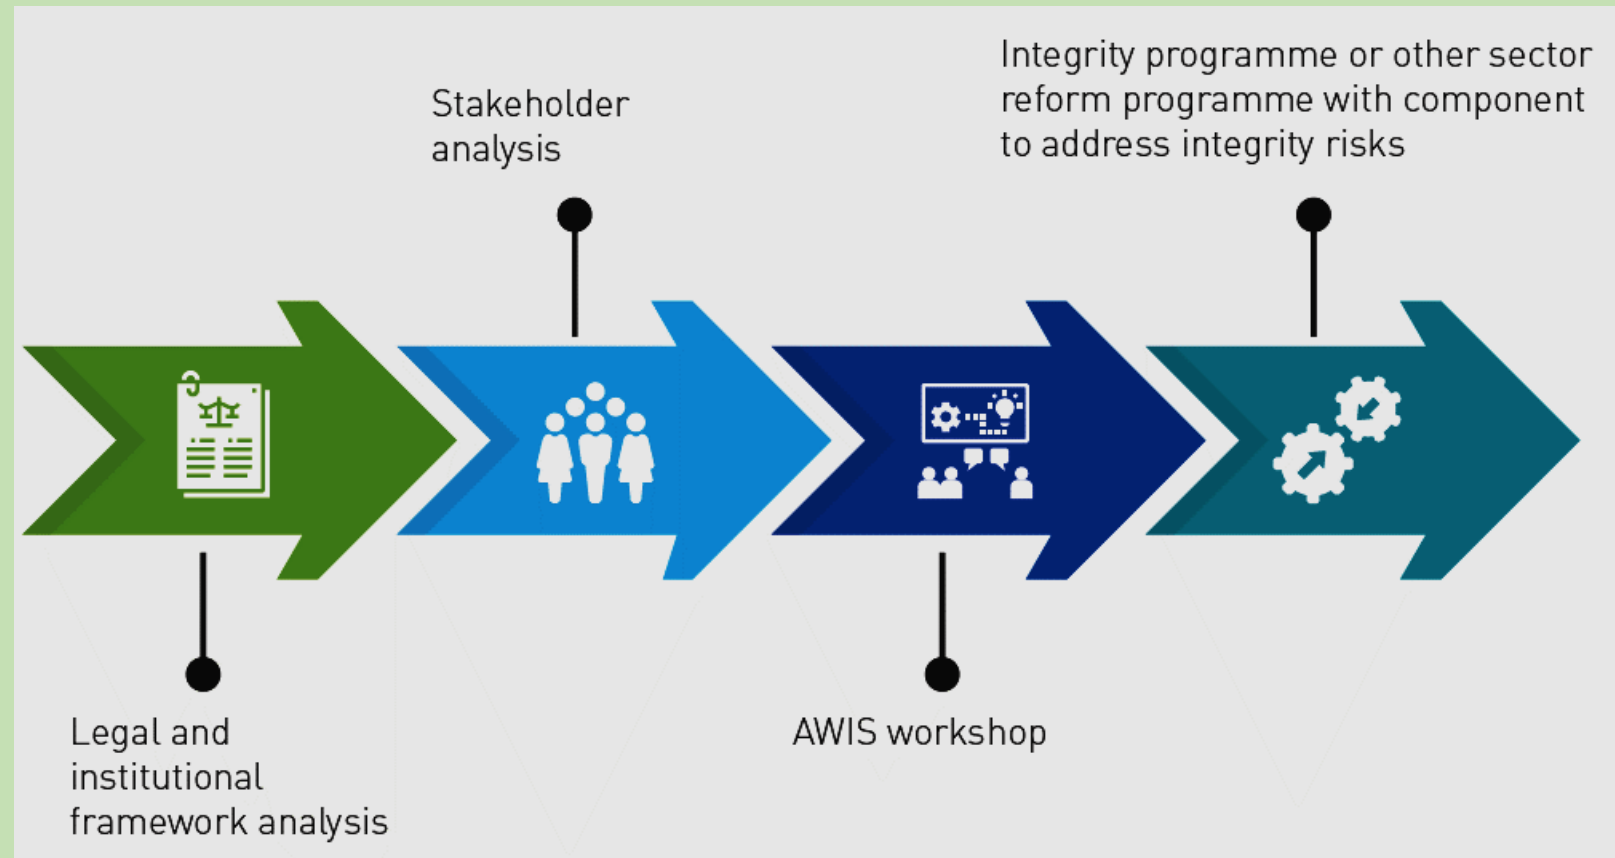 Legal and
institutional
framework analysis
Stakeholder
analysis
AWIS workshop
Integrity programme or other sector
reform programme with component
to address integrity risks